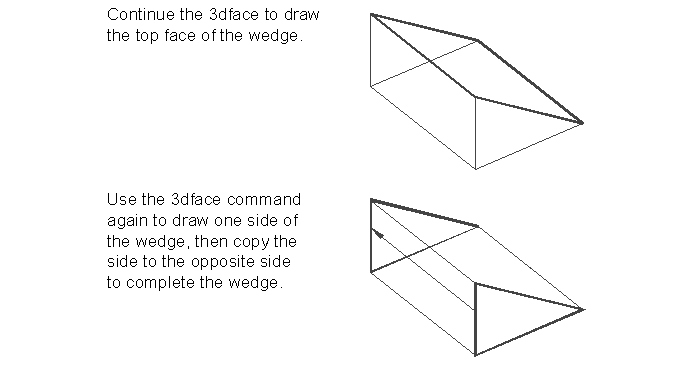 Continue the 3dface to draw
the top face of the wedge.
Use the 3dface command
again to draw one side of
the wedge, then copy the
side to the opposite side
to complete the wedge.